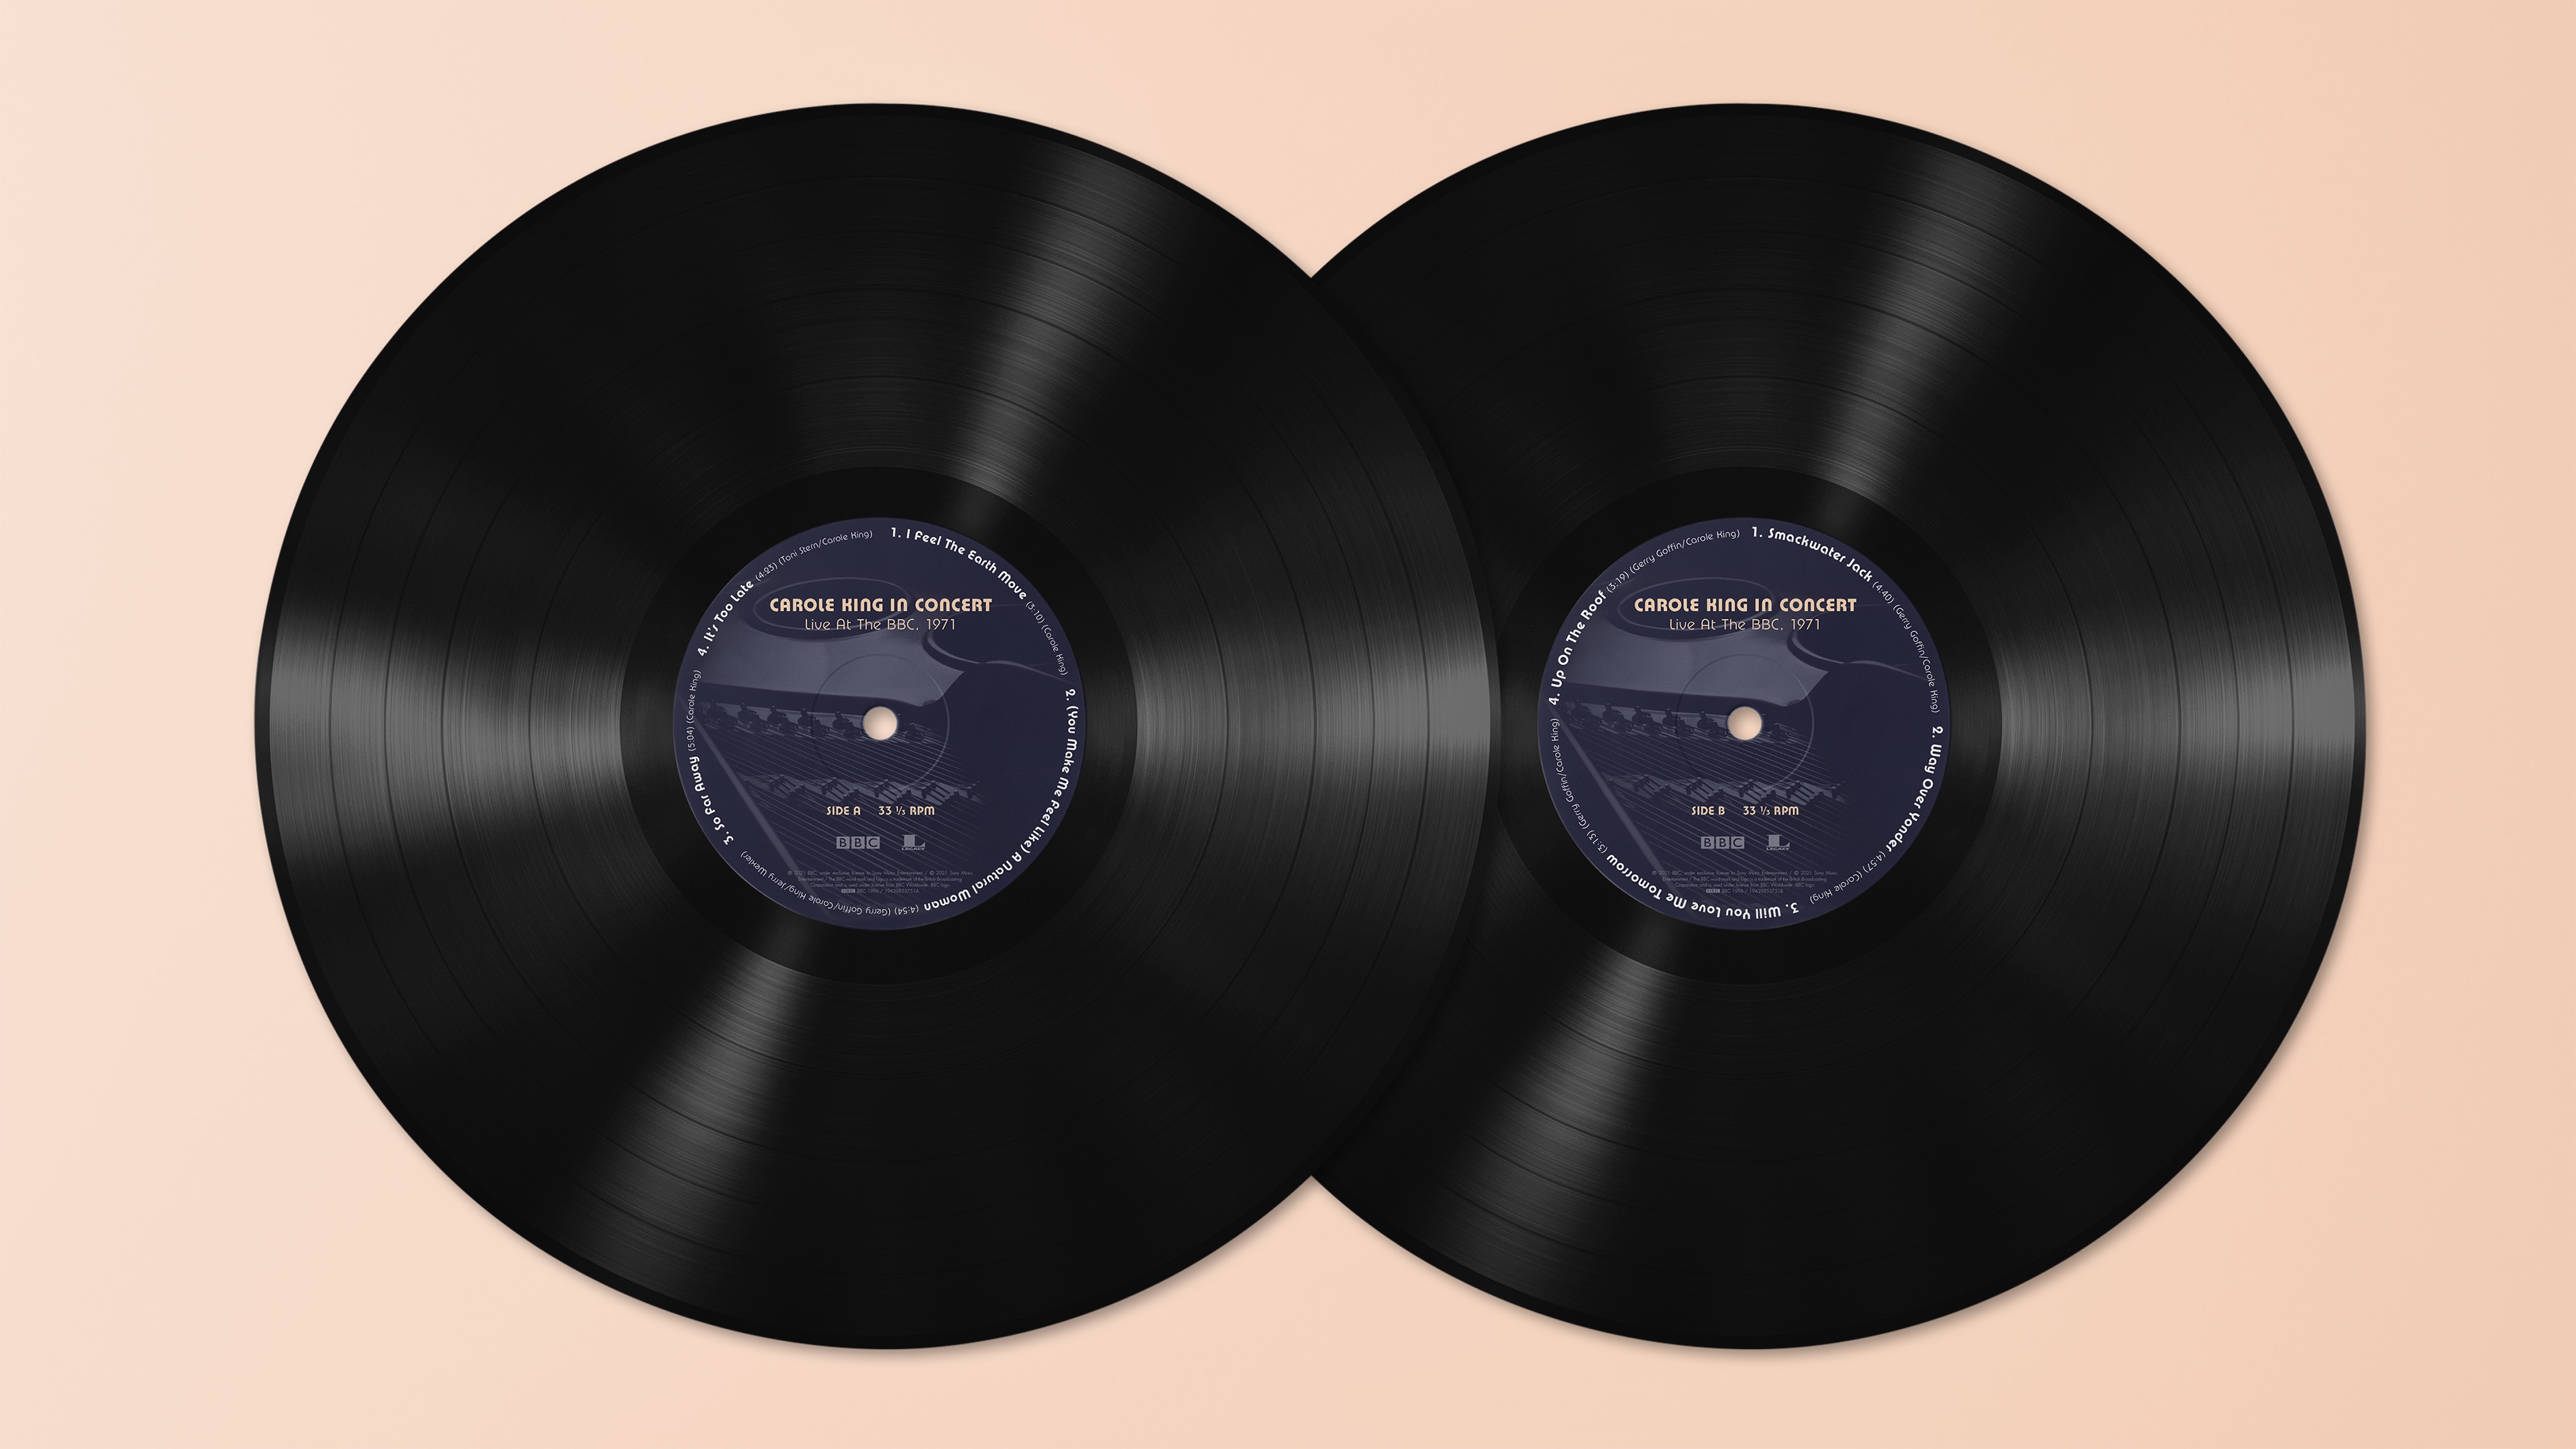 1. I Feel The Earth Move (3:10) (Carole King)
2. (You Make Me Feel Like) A Natural Woman (4:54) (Gerry Goffin/Carole King/Jerry Wexler)
3. So Far Away (5:04) (Carole King)
4. It's Too Late (4:23) (Toni Stern/Carole King)
CAROLE KING IN CONCERT
Live At The BBC, 1971
SIDE A 33 ⅓ RPM
BBC L LEGACY
1. Smackwater Jack (4:40) (Gerry Goffin/Carole King)
2. Way Over Yonder (4:57) (Carole King)
3. Will You Love Me Tomorrow (3:13) (Gerry Goffin/Carole King)
4. Up On The Roof (3:19) (Gerry Goffin/Carole King)
CAROLE KING IN CONCERT
Live At The BBC, 1971
SIDE B 33 ⅓ RPM
BBC L LEGACY